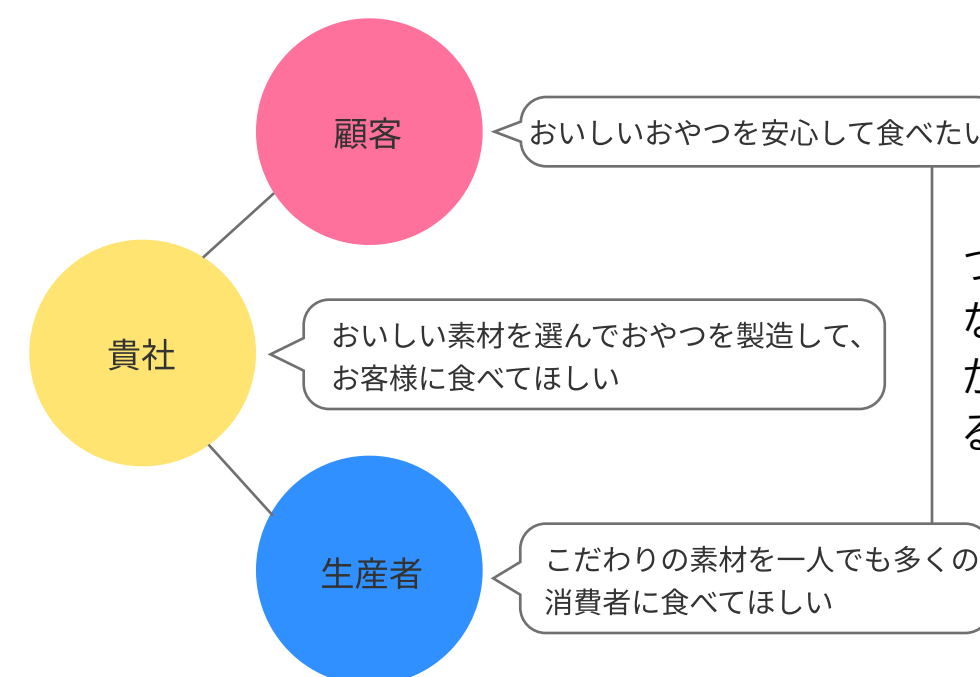 顧客
おいしいおやつを安心して食べたい
貴社
おいしい素材を選んでおやつを製造して、
お客様に食べてほしい
つ
な
が
る
生産者
こだわりの素材を一人でも多くの
消費者に食べてほしい